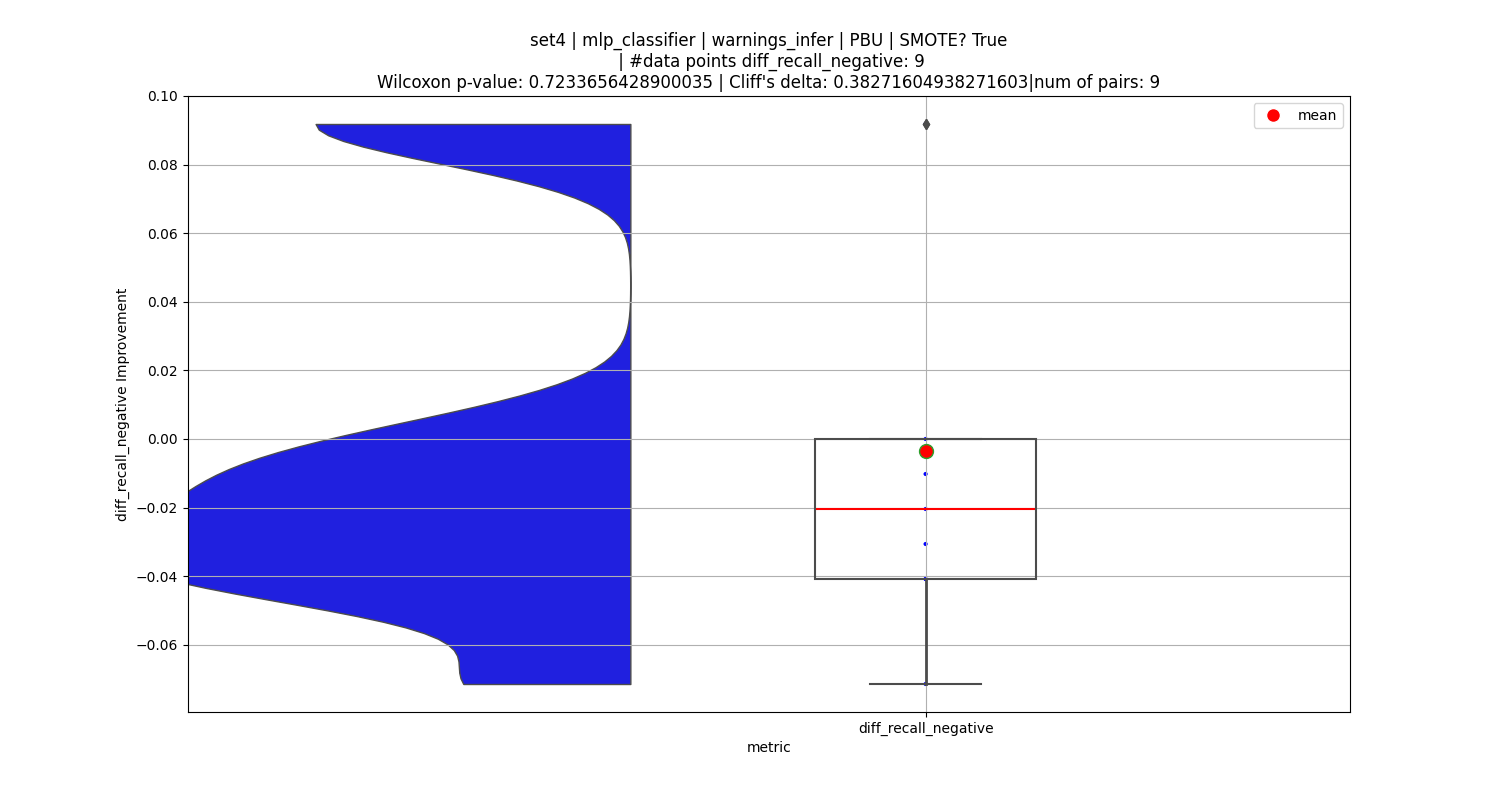 set4 | mlp_classifier | warnings_infer | PBU | SMOTE? True
| #data points diff_recall_negative: 9
Wilcoxon p-value: 0.7233656428900035 | Cliff's delta: 0.38271604938271603|num of pairs: 9
mean
0.10
0.08
0.06
0.04
0.02
0.00
−0.02
−0.04
−0.06
diff_recall_negative Improvement
diff_recall_negative
metric